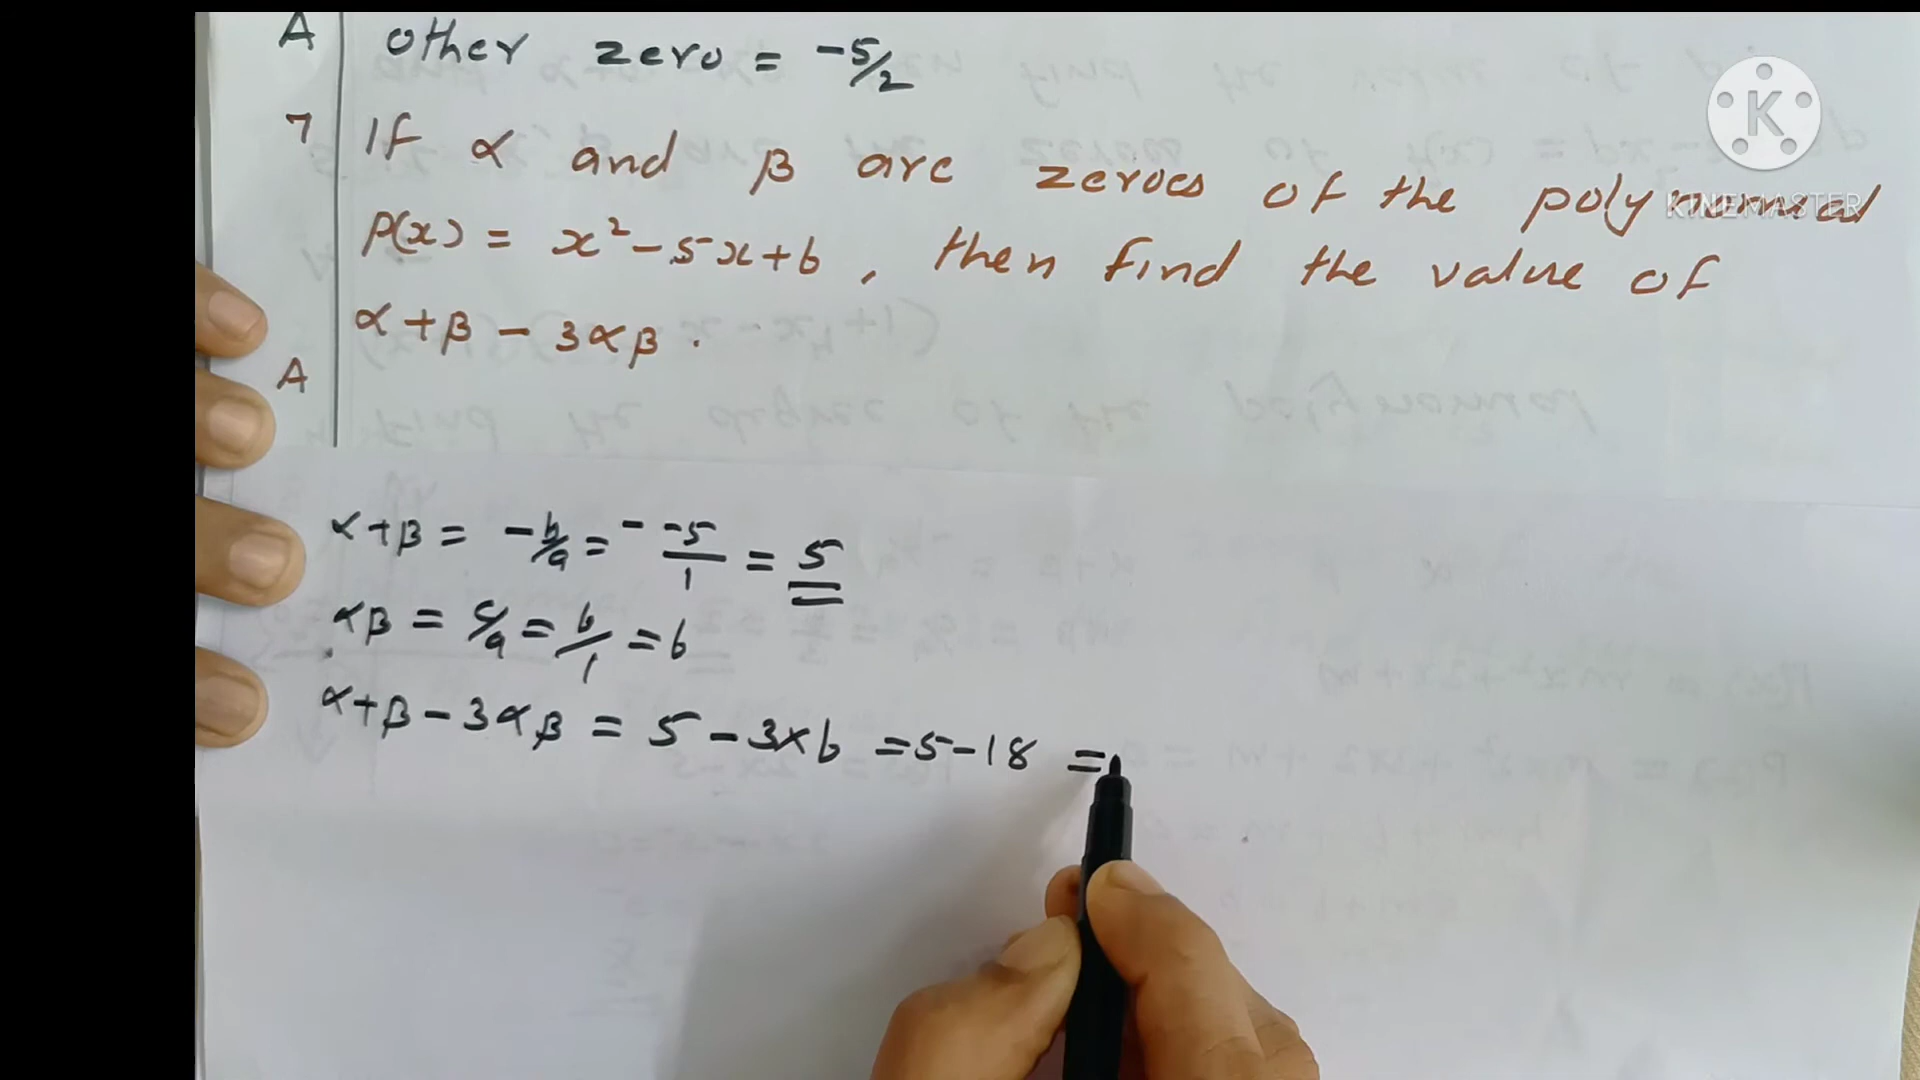 A other zero = -5/2
7 If α and β are zeroes of the polynomial
P(x) = x² - 5x + 6, then find the value of
α + β - 3αβ.
A
α+β = -b/a = - -5/1 = 5
αβ = c/a = 6/1 = 6
α+β - 3αβ = 5 - 3×6 = 5 - 18 =
K
KINEMASTER